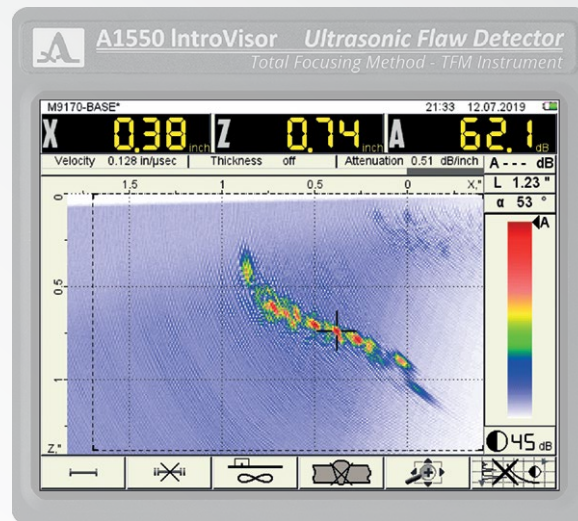 A1550 IntroVisor Ultrasonic Flaw Detector
Total Focusing Method - TFM Instrument
M9170-BASE* 21:33 12.07.2019
X 0.38 inch Z 0.74 inch A 62.1 dB
Velocity 0.128 in/µsec Thickness off Attenuation 0.51 dB/inch A - - - dB
L 1.23 "
α 53 °
1,5 1 0,5 0 X,"
0
A
0,5
1
Z,"
45 dB